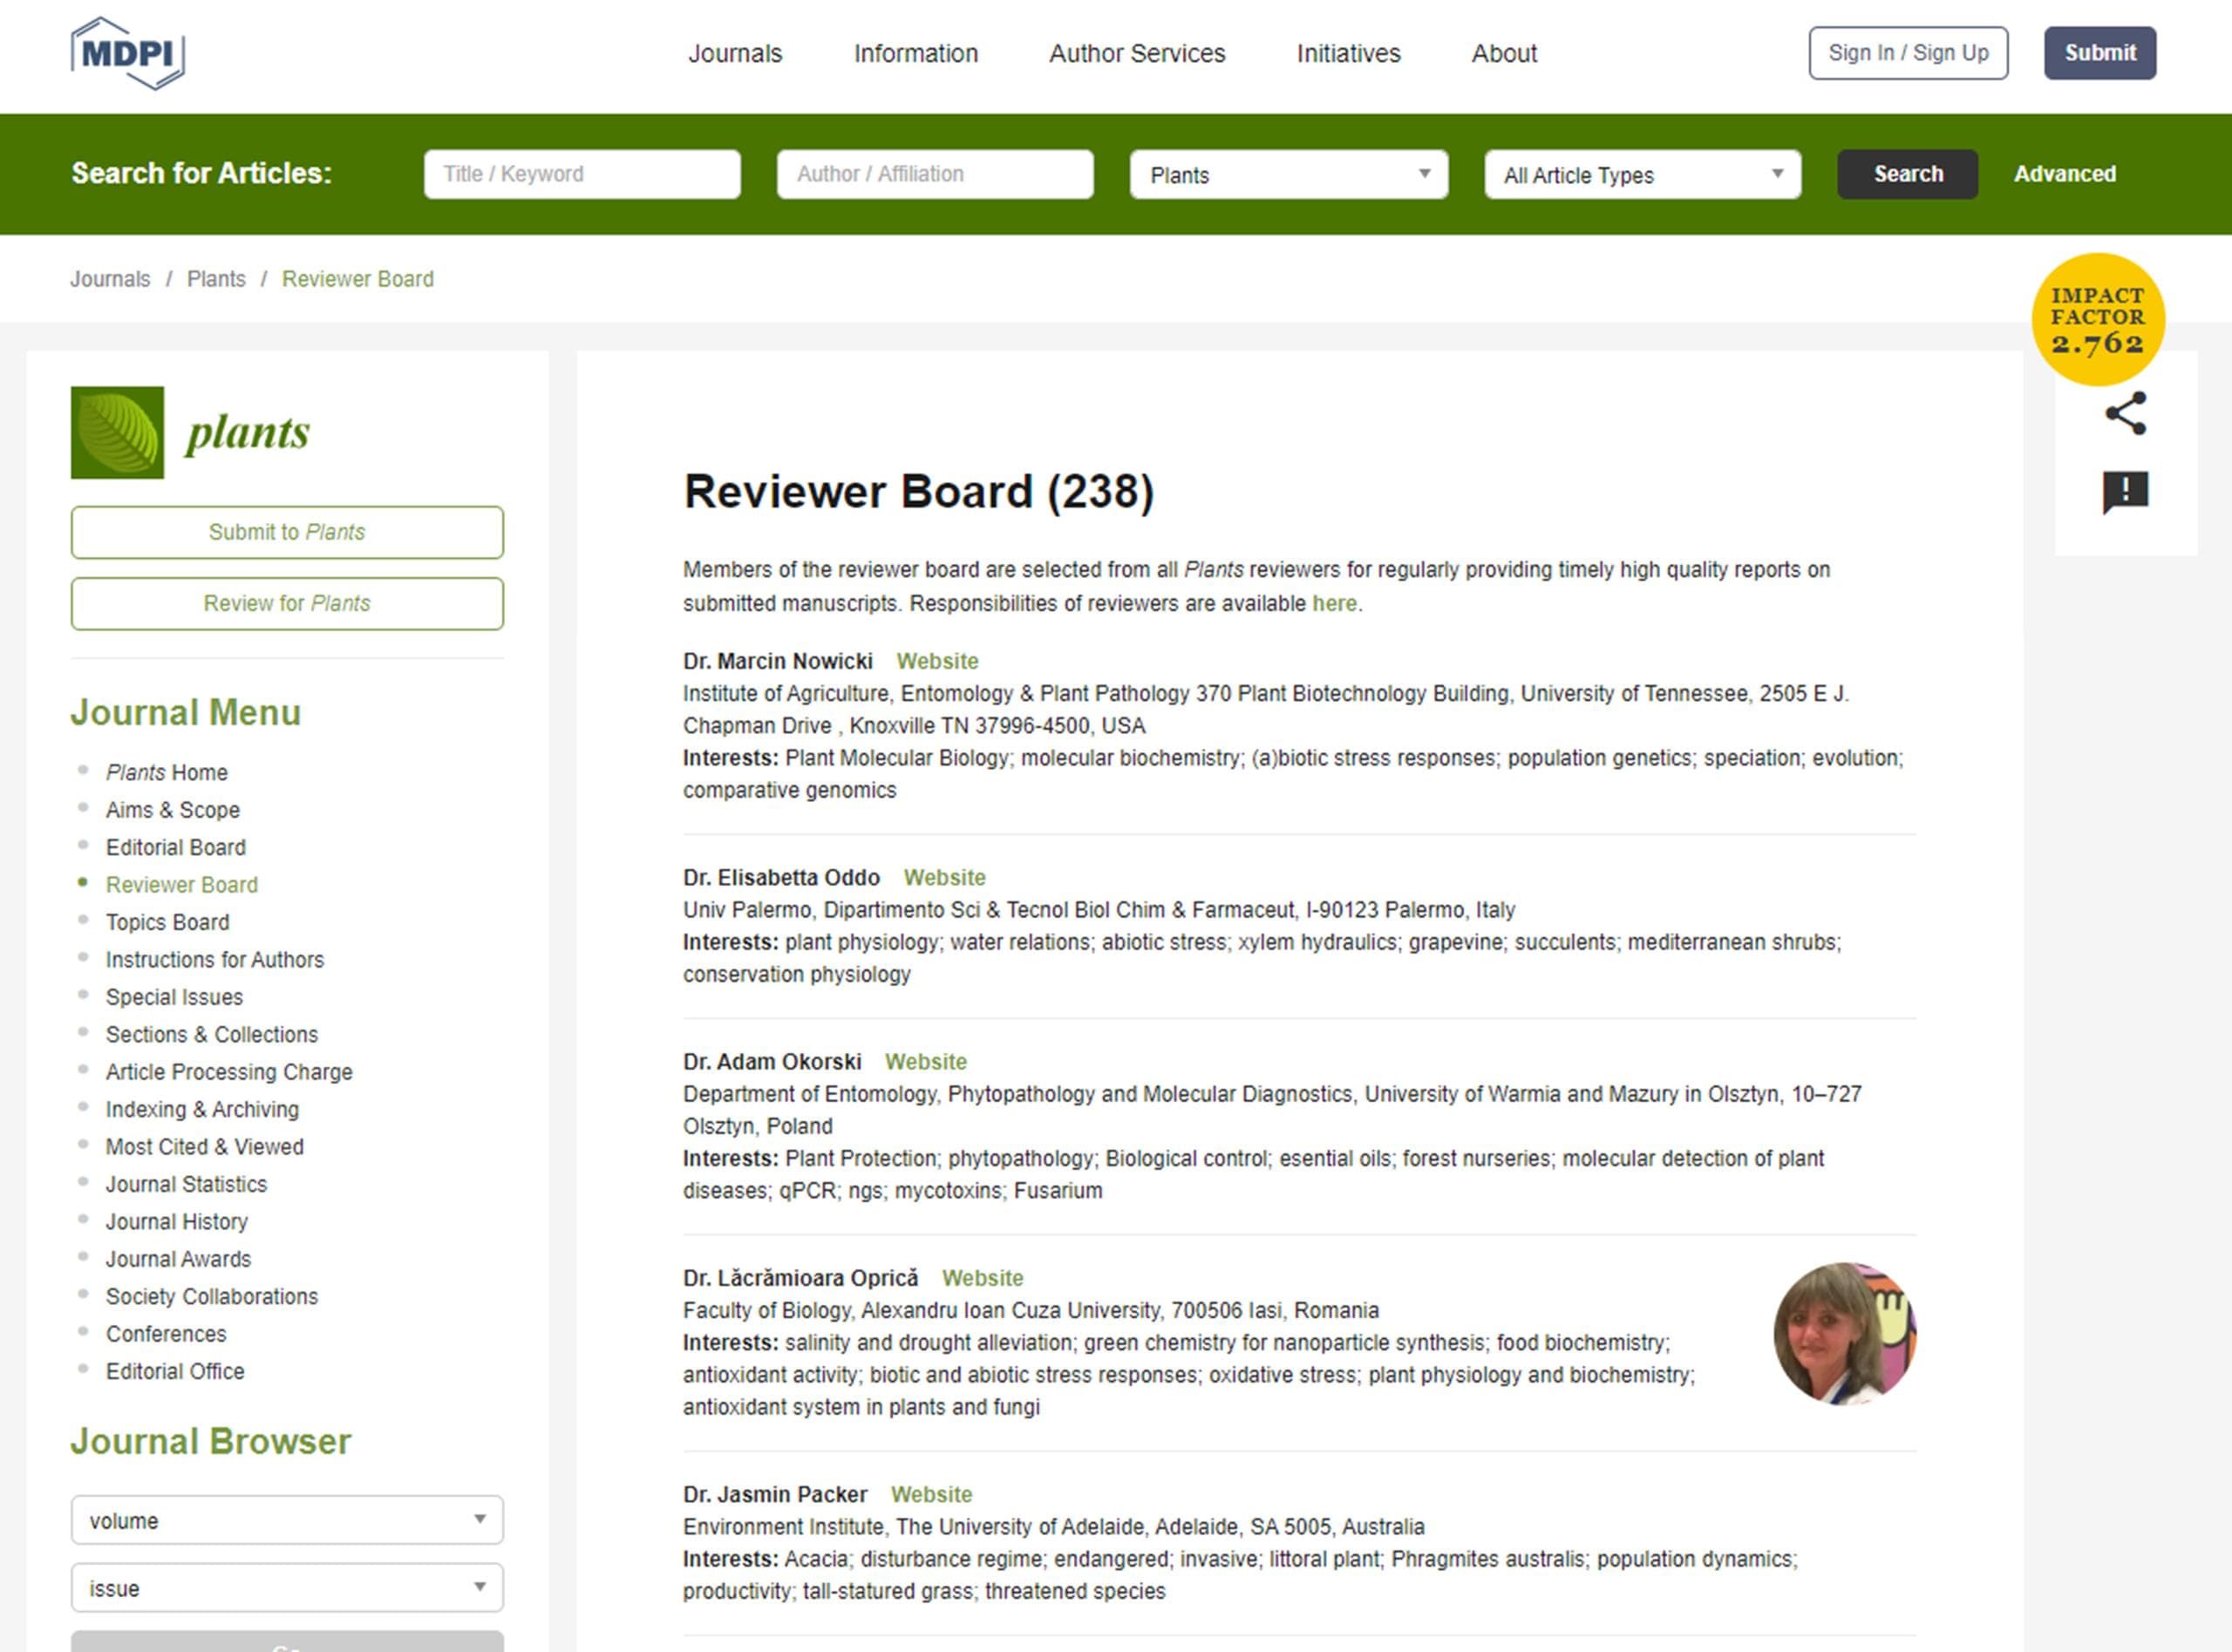 MDPI
Journals Information Author Services Initiatives About
Sign In / Sign Up Submit
Search for Articles: Title / Keyword Author / Affiliation Plants All Article Types Search Advanced
Journals / Plants / Reviewer Board
IMPACT
FACTOR
2.762
plants
Submit to Plants
Review for Plants
Journal Menu
Plants Home
Aims & Scope
Editorial Board
Reviewer Board
Topics Board
Instructions for Authors
Special Issues
Sections & Collections
Article Processing Charge
Indexing & Archiving
Most Cited & Viewed
Journal Statistics
Journal History
Journal Awards
Society Collaborations
Conferences
Editorial Office
Journal Browser
volume
issue
Reviewer Board (238)
Members of the reviewer board are selected from all Plants reviewers for regularly providing timely high quality reports on
submitted manuscripts. Responsibilities of reviewers are available here.
Dr. Marcin Nowicki Website
Institute of Agriculture, Entomology & Plant Pathology 370 Plant Biotechnology Building, University of Tennessee, 2505 E J.
Chapman Drive , Knoxville TN 37996-4500, USA
Interests: Plant Molecular Biology; molecular biochemistry; (a)biotic stress responses; population genetics; speciation; evolution;
comparative genomics
Dr. Elisabetta Oddo Website
Univ Palermo, Dipartimento Sci & Tecnol Biol Chim & Farmaceut, I-90123 Palermo, Italy
Interests: plant physiology; water relations; abiotic stress; xylem hydraulics; grapevine; succulents; mediterranean shrubs;
conservation physiology
Dr. Adam Okorski Website
Department of Entomology, Phytopathology and Molecular Diagnostics, University of Warmia and Mazury in Olsztyn, 10–727
Olsztyn, Poland
Interests: Plant Protection; phytopathology; Biological control; esential oils; forest nurseries; molecular detection of plant
diseases; qPCR; ngs; mycotoxins; Fusarium
Dr. Lăcrămioara Oprică Website
Faculty of Biology, Alexandru Ioan Cuza University, 700506 Iasi, Romania
Interests: salinity and drought alleviation; green chemistry for nanoparticle synthesis; food biochemistry;
antioxidant activity; biotic and abiotic stress responses; oxidative stress; plant physiology and biochemistry;
antioxidant system in plants and fungi
Dr. Jasmin Packer Website
Environment Institute, The University of Adelaide, Adelaide, SA 5005, Australia
Interests: Acacia; disturbance regime; endangered; invasive; littoral plant; Phragmites australis; population dynamics;
productivity; tall-statured grass; threatened species